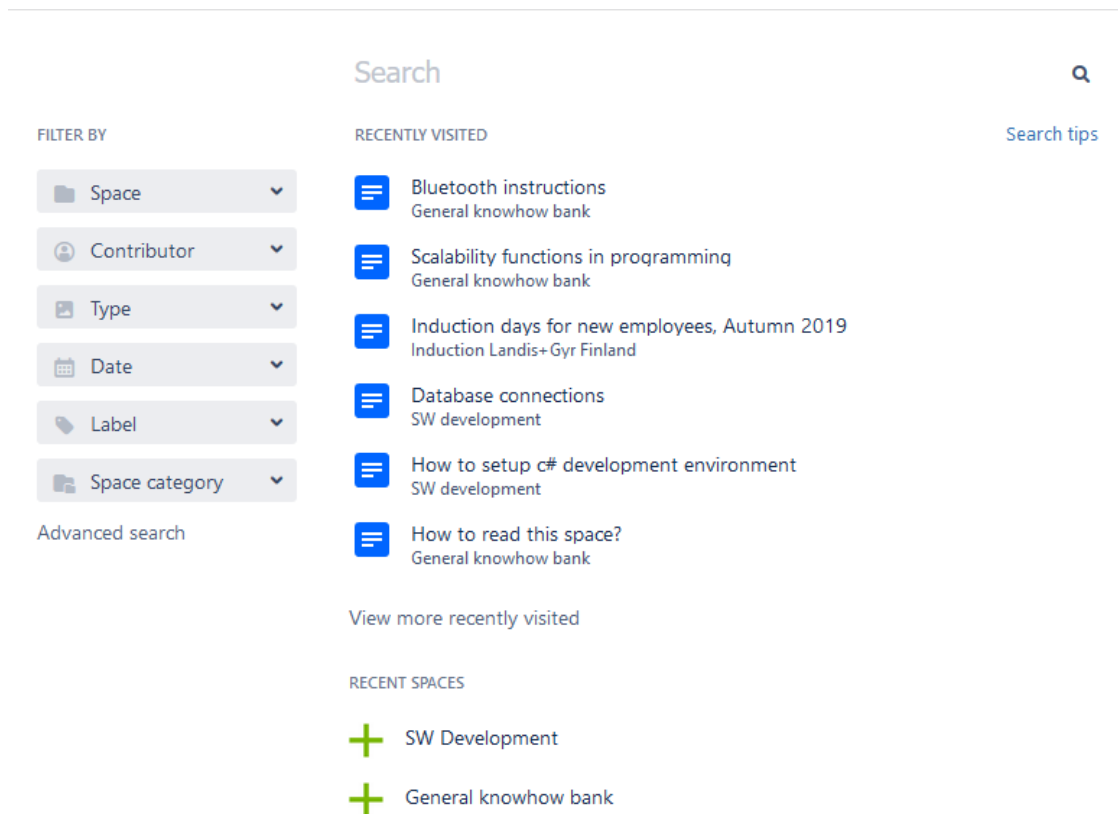 Search
FILTER BY
Space
Contributor
Type
Date
Label
Space category
Advanced search
RECENTLY VISITED
Search tips
Bluetooth instructions
General knowhow bank
Scalability functions in programming
General knowhow bank
Induction days for new employees, Autumn 2019
Induction Landis+Gyr Finland
Database connections
SW development
How to setup c# development environment
SW development
How to read this space?
General knowhow bank
View more recently visited
RECENT SPACES
SW Development
General knowhow bank